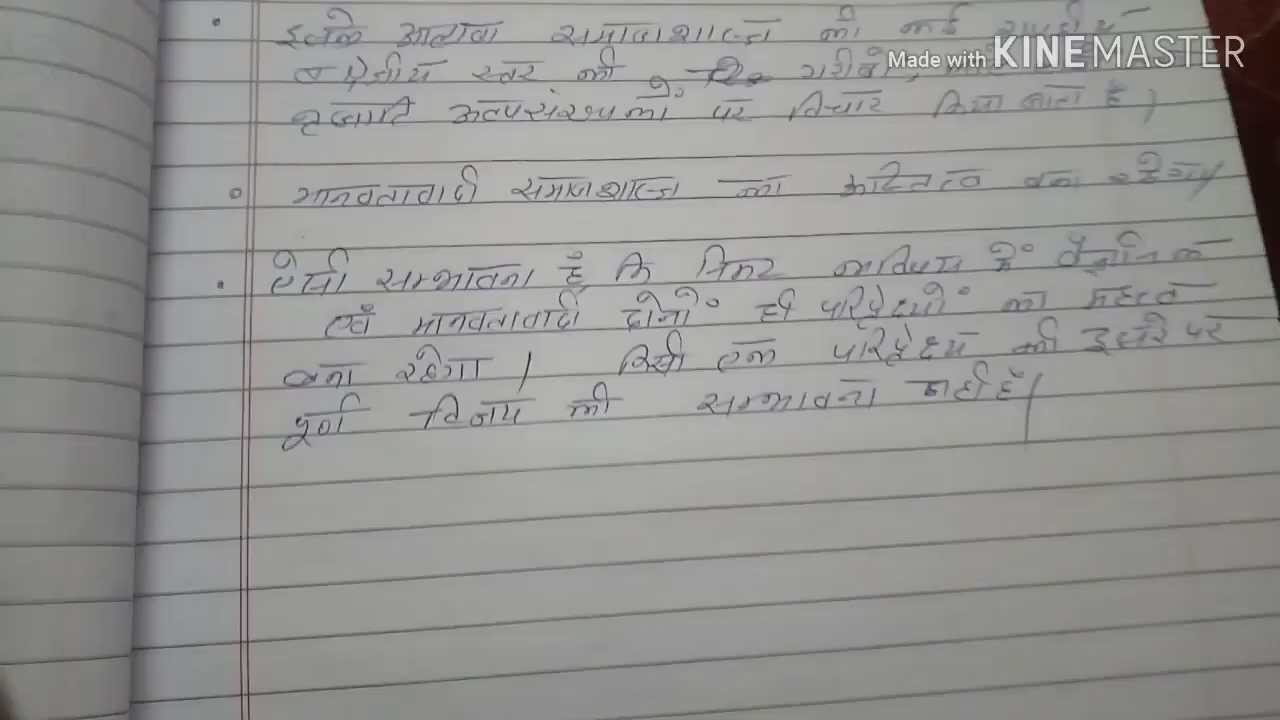 इसके अलावा समाजशास्त्र की कई राष्ट्रीय
Made with KINEMASTER
व क्षेत्रीय स्तर की गरीबी,
प्रजाति अल्पसंख्यकों पर विचार किया जाता है।
मानवतावादी समाजशास्त्र का अस्तित्व बना रहेगा।
ऐसी सम्भावना है कि निकट भविष्य में वैज्ञानिक
एवं मानवतावादी दोनों ही परिप्रेक्ष्यों का महत्व
बना रहेगा। किसी एक परिप्रेक्ष्य की दूसरे पर
पूर्ण विजय की सम्भावना नहीं है।